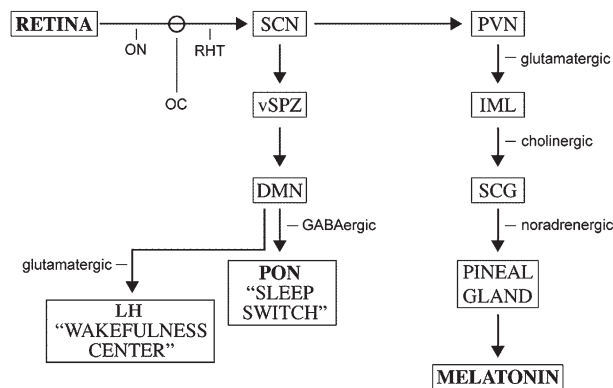 RETINA
SCN
PVN
ON
RHT
OC
glutamatergic
vSPZ
IML
cholinergic
DMN
SCG
GABAergic
noradrenergic
glutamatergic
PON
“SLEEP
SWITCH”
PINEAL
GLAND
LH
“WAKEFULNESS
CENTER”
MELATONIN